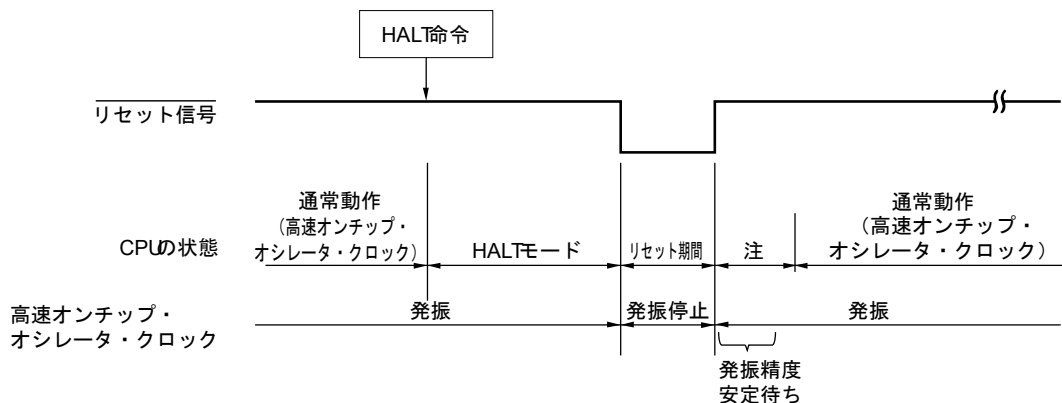 HALT命令
リセット信号
通常動作
(高速オンチップ・
オシレータ・クロック)
HALTモード
リセット期間
注
通常動作
(高速オンチップ・
オシレータ・クロック)
CPUの状態
高速オンチップ・
オシレータ・クロック
発振
発振停止
発振
発振精度
安定待ち